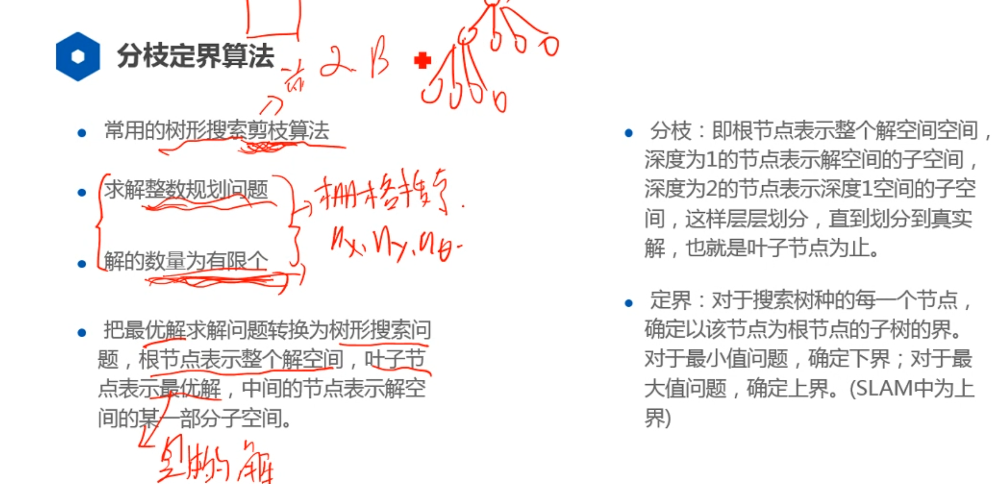 分枝定界算法
α B
常用的树形搜索剪枝算法
求解整数规划问题
解的数量为有限个
栅格搜索.
nx, ny, nθ.
把最优解求解问题转换为树形搜索问
题，根节点表示整个解空间，叶子节
点表示最优解，中间的节点表示解空
间的某一部分子空间。
具体的解
分枝：即根节点表示整个解空间空间，
深度为1的节点表示解空间的子空间，
深度为2的节点表示深度1空间的子空
间，这样层层划分，直到划分到真实
解，也就是叶子节点为止。
定界：对于搜索树种的每一个节点，
确定以该节点为根节点的子树的界。
对于最小值问题，确定下界；对于最
大值问题，确定上界。(SLAM中为上
界)